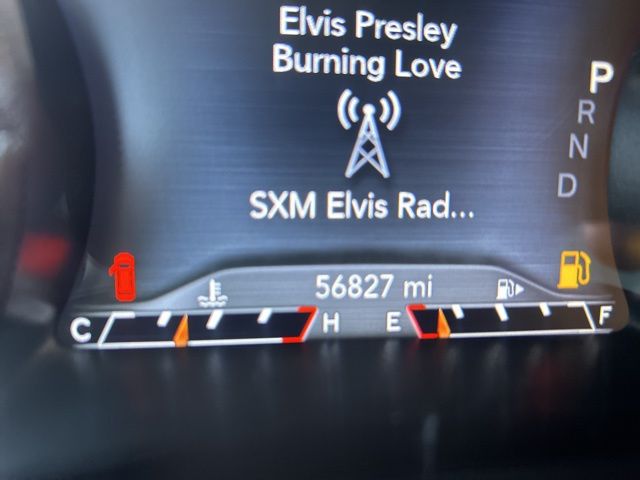 Elvis Presley
Burning Love
P
R
N
D
SXM Elvis Rad...
56827 mi
C H E F